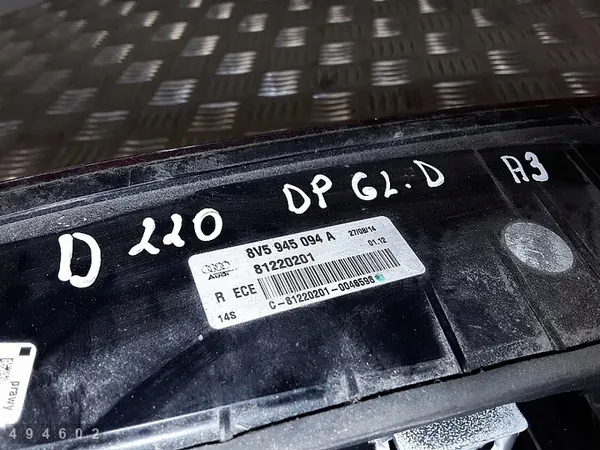 D 220 DP GL.D A3
8V5 945 094 A 27/08/14
81220201 01.12
Audi
R ECE
C-81220201-0046598
14S
prawy
494602